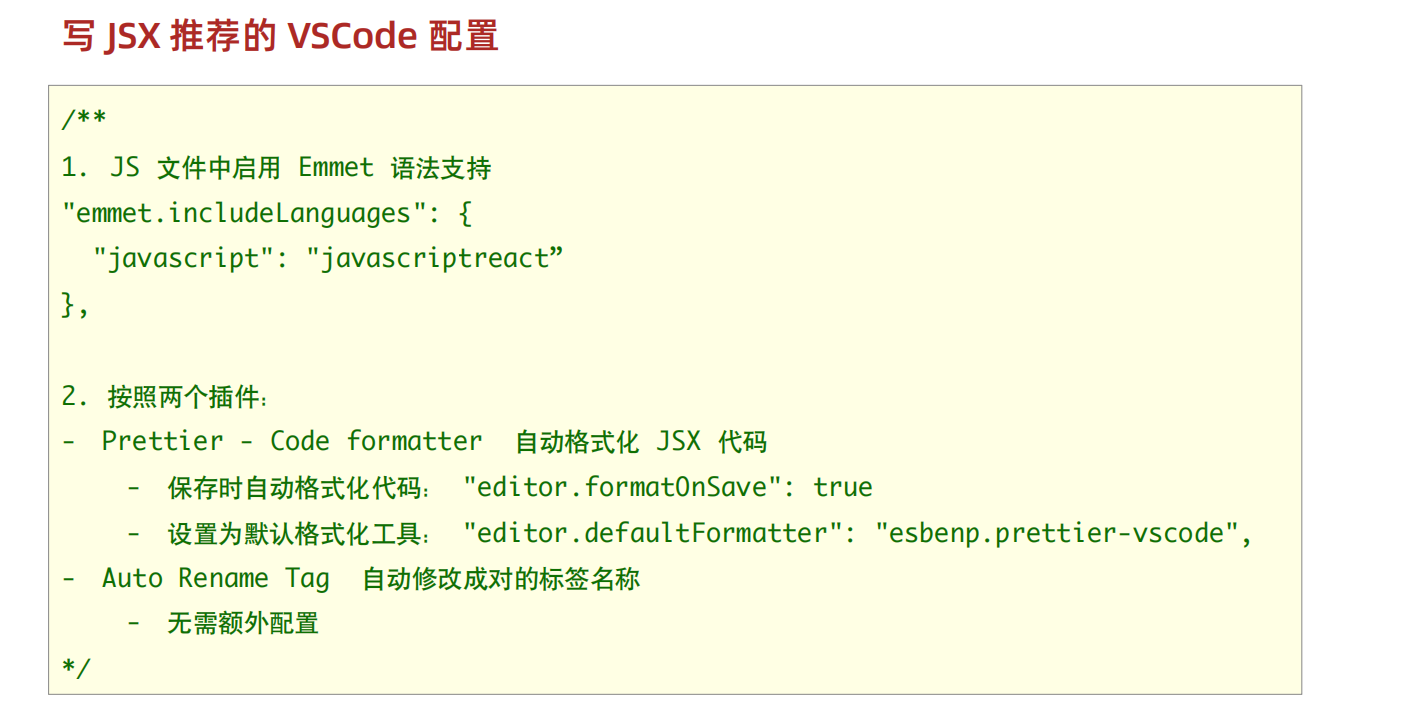 写 JSX 推荐的 VSCode 配置
/**
1. JS 文件中启用 Emmet 语法支持
"emmet.includeLanguages": {
"javascript": "javascriptreact”
},
2. 按照两个插件：
- Prettier - Code formatter 自动格式化 JSX 代码
- 保存时自动格式化代码： "editor.formatOnSave": true
- 设置为默认格式化工具： "editor.defaultFormatter": "esbenp.prettier-vscode",
- Auto Rename Tag 自动修改成对的标签名称
- 无需额外配置
*/